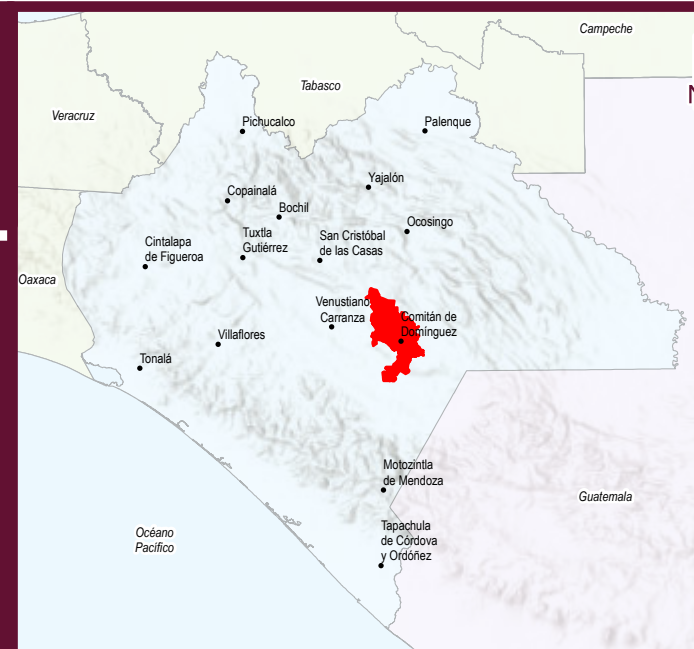 Campeche
Tabasco
N
Veracruz
Pichucalco
Palenque
Yajalón
Copainalá
Bochil
Ocosingo
Tuxtla
Gutiérrez
San Cristóbal
de las Casas
Cintalapa
de Figueroa
Oaxaca
Venustiano
Carranza
Comitán de
Domínguez
Villaflores
Tonalá
Motozintla
de Mendoza
Guatemala
Océano
Pacífico
Tapachula
de Córdova
y Ordóñez